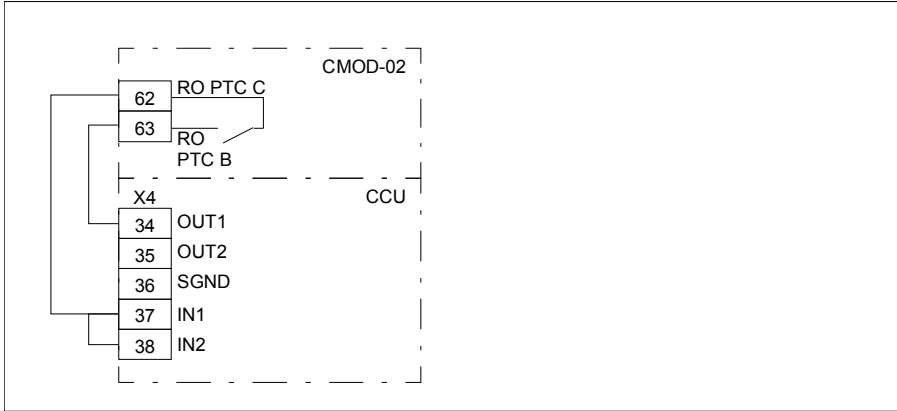 CMOD-02
62 RO PTC C
63 RO
PTC B
X4 CCU
34 OUT1
35 OUT2
36 SGND
37 IN1
38 IN2